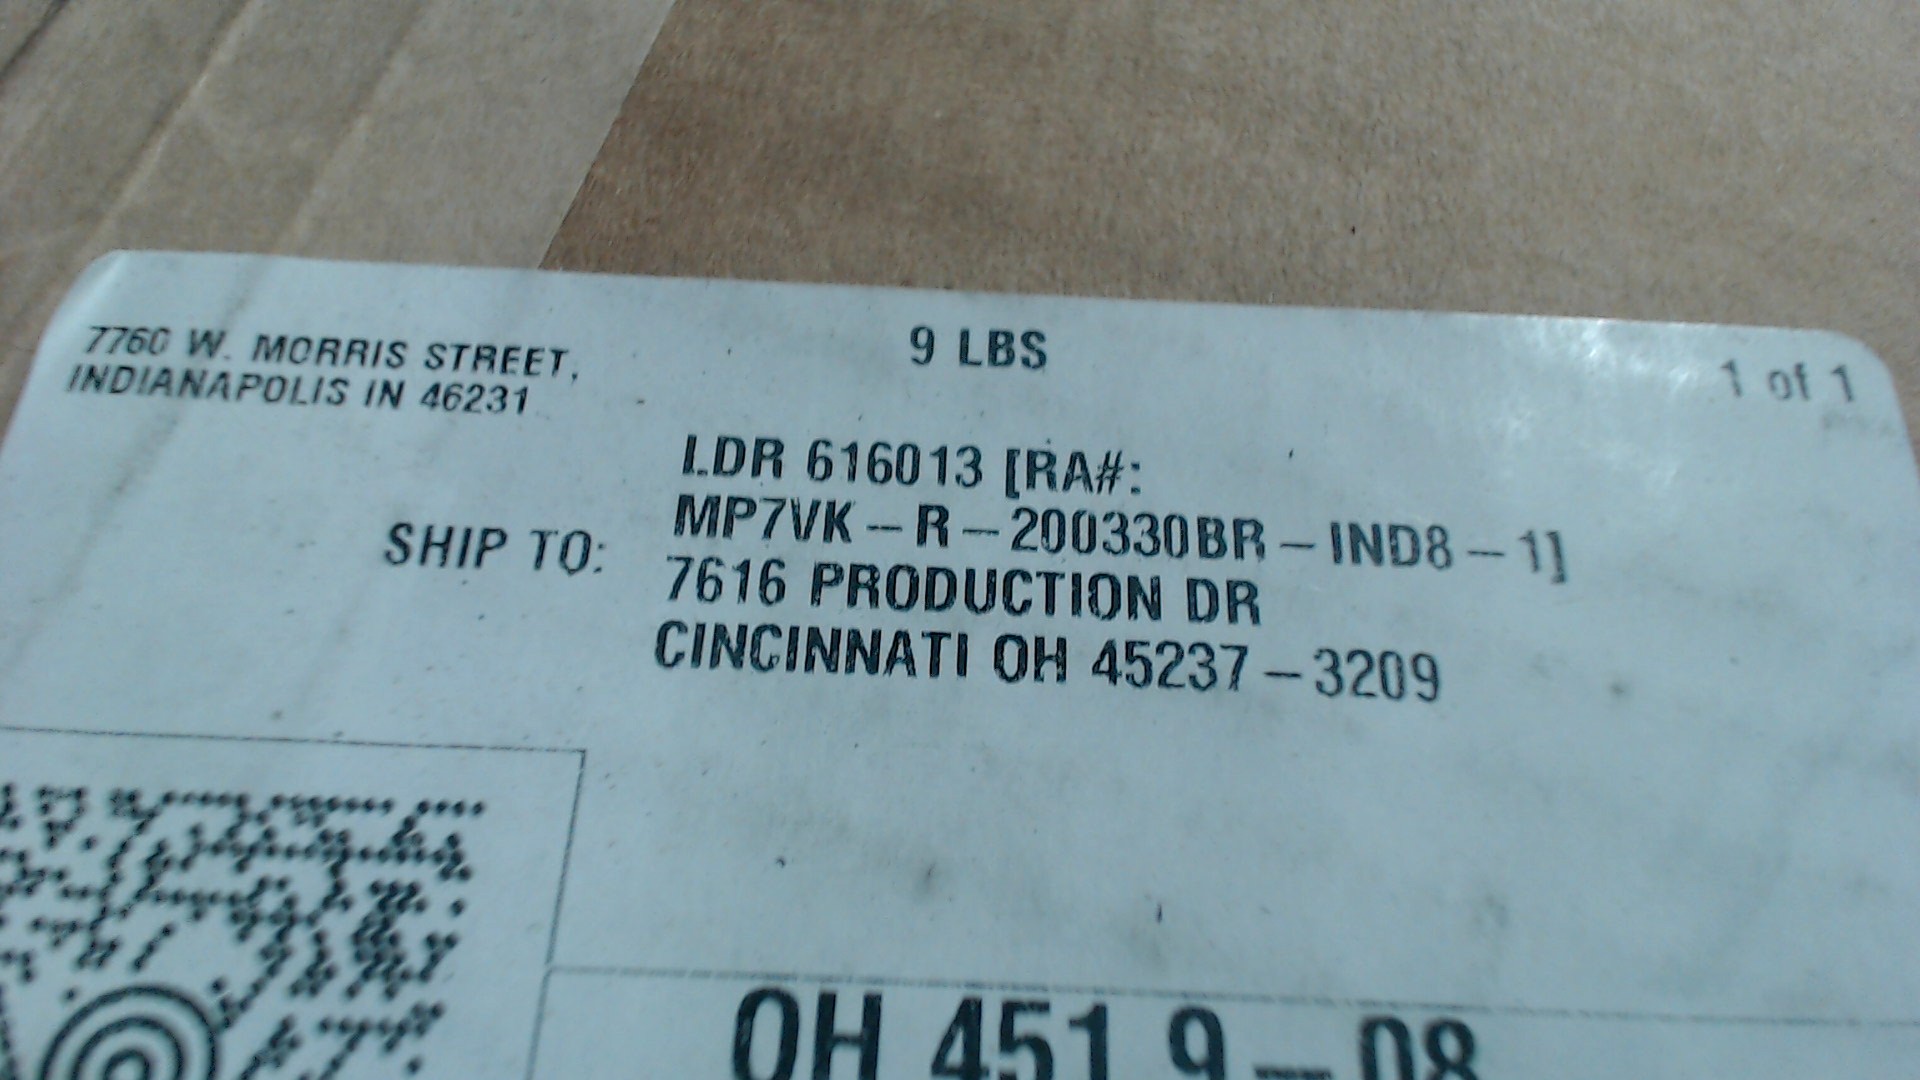 7760 W. MORRIS STREET,
INDIANAPOLIS IN 46231
9 LBS
1 of 1
SHIP TO:
LDR 616013 [RA#:
MP7VK-R-200330BR-IND8-1]
7616 PRODUCTION DR
CINCINNATI OH 45237-3209
OH 451 9-08